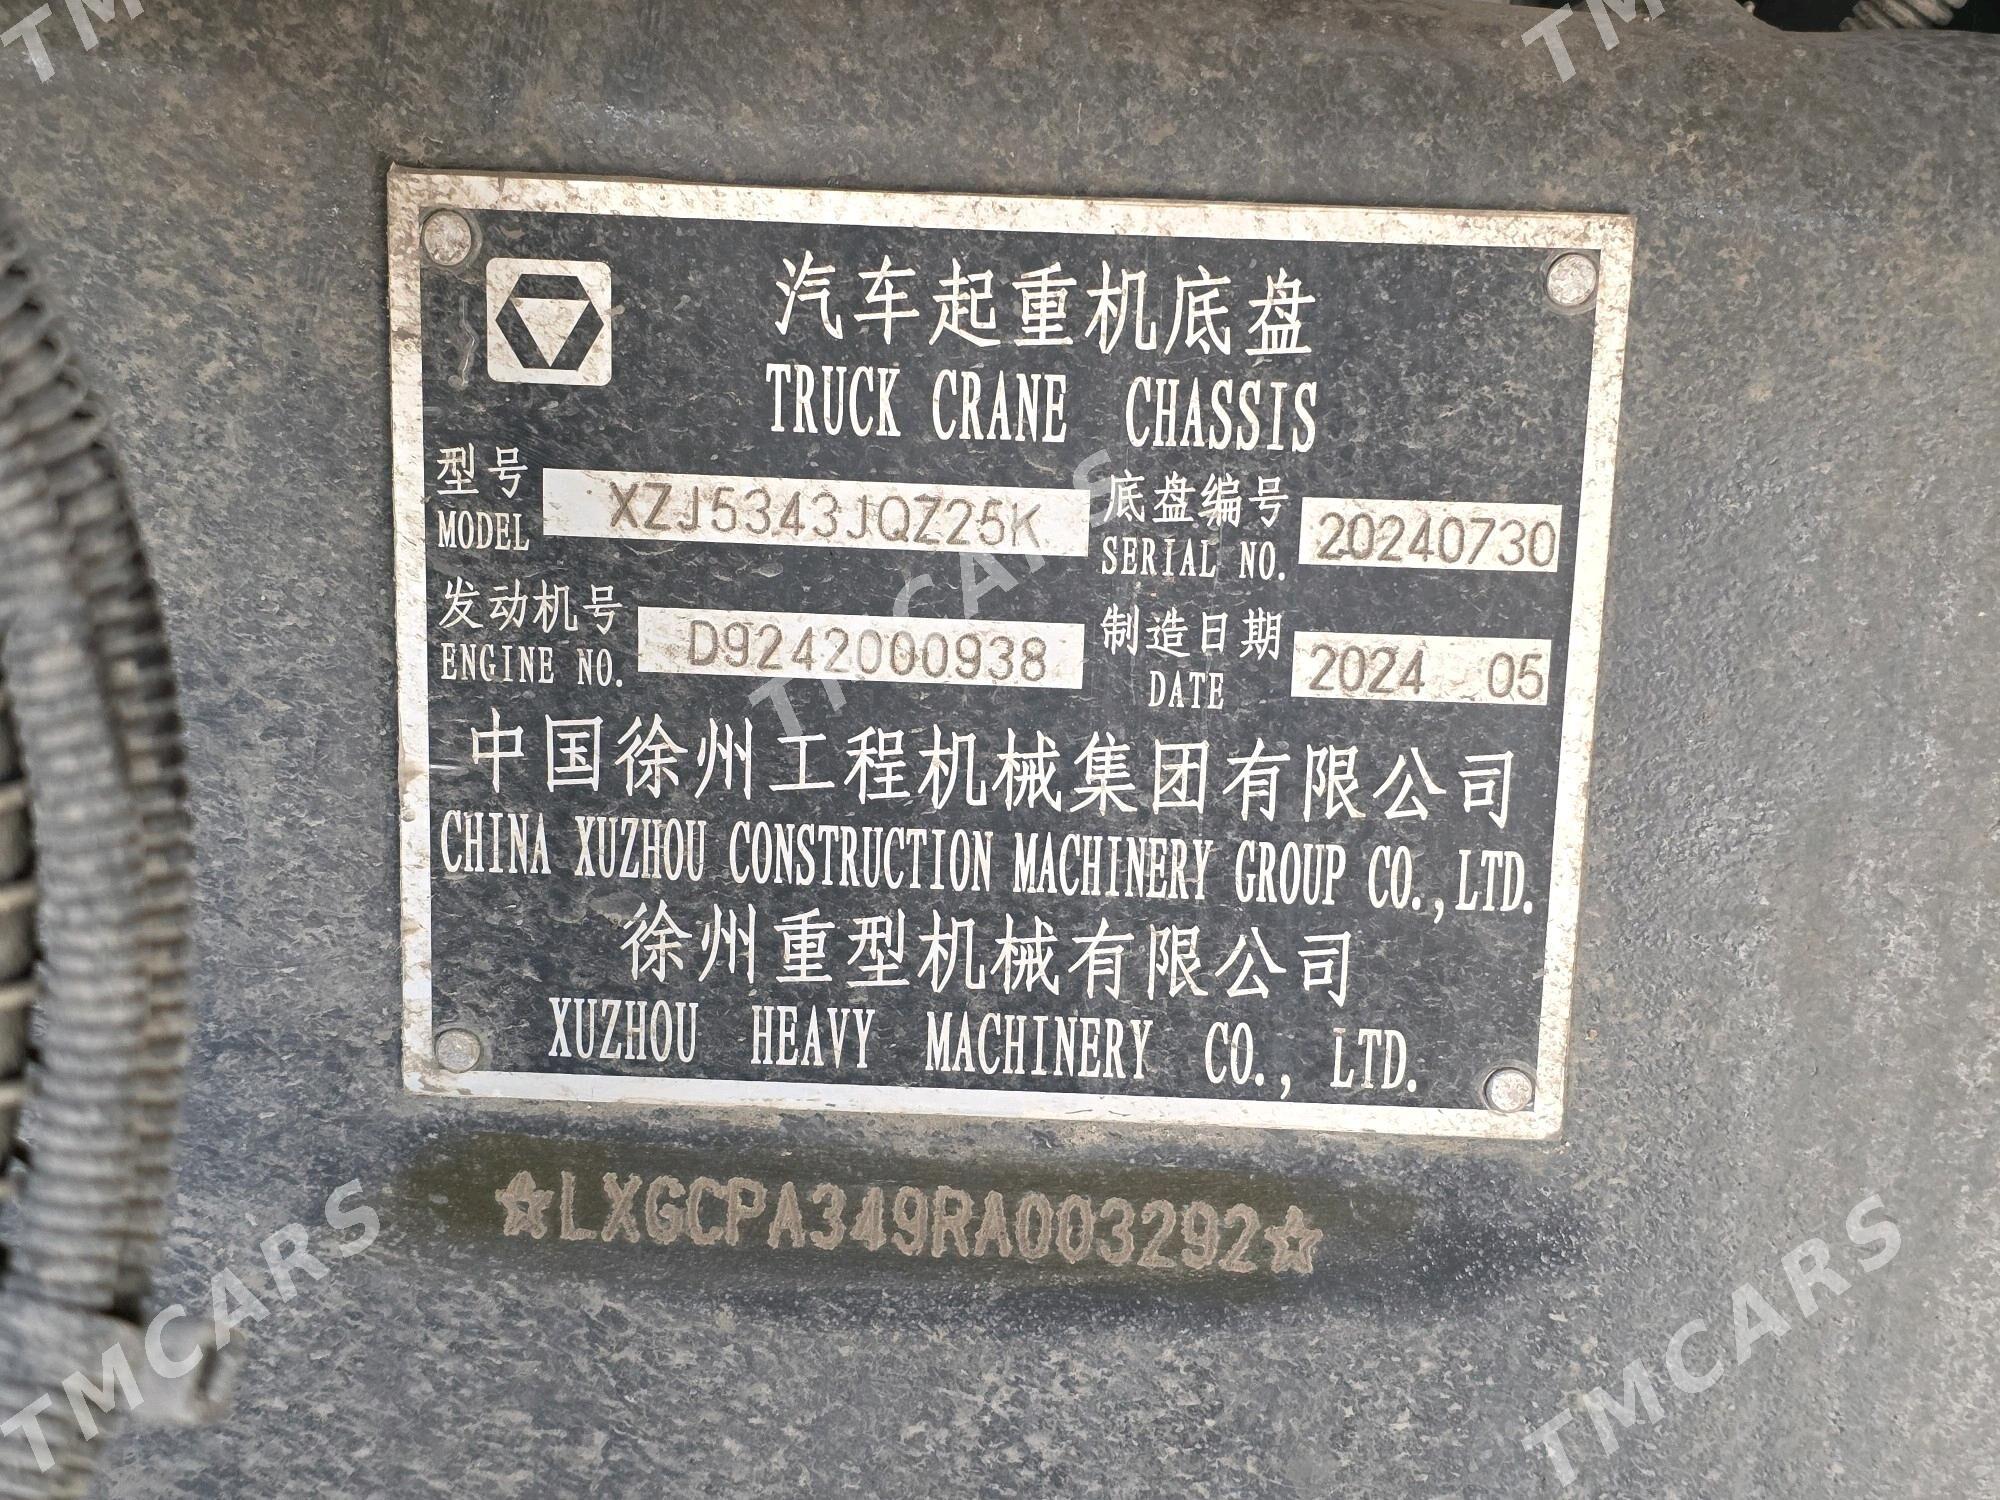 汽车起重机底盘
TRUCK CRANE CHASSIS
型号 MODEL XZJ5343JQZ25K 底盘编号 SERIAL NO. 20240730
发动机号 ENGINE NO. D9242000938 制造日期 DATE 2024 05
中国徐州工程机械集团有限公司
CHINA XUZHOU CONSTRUCTION MACHINERY GROUP CO.,LTD.
徐州重型机械有限公司
XUZHOU HEAVY MACHINERY CO., LTD.
☆LXGCPA349RA003292☆
TMCARS
TMCARS
TMCARS